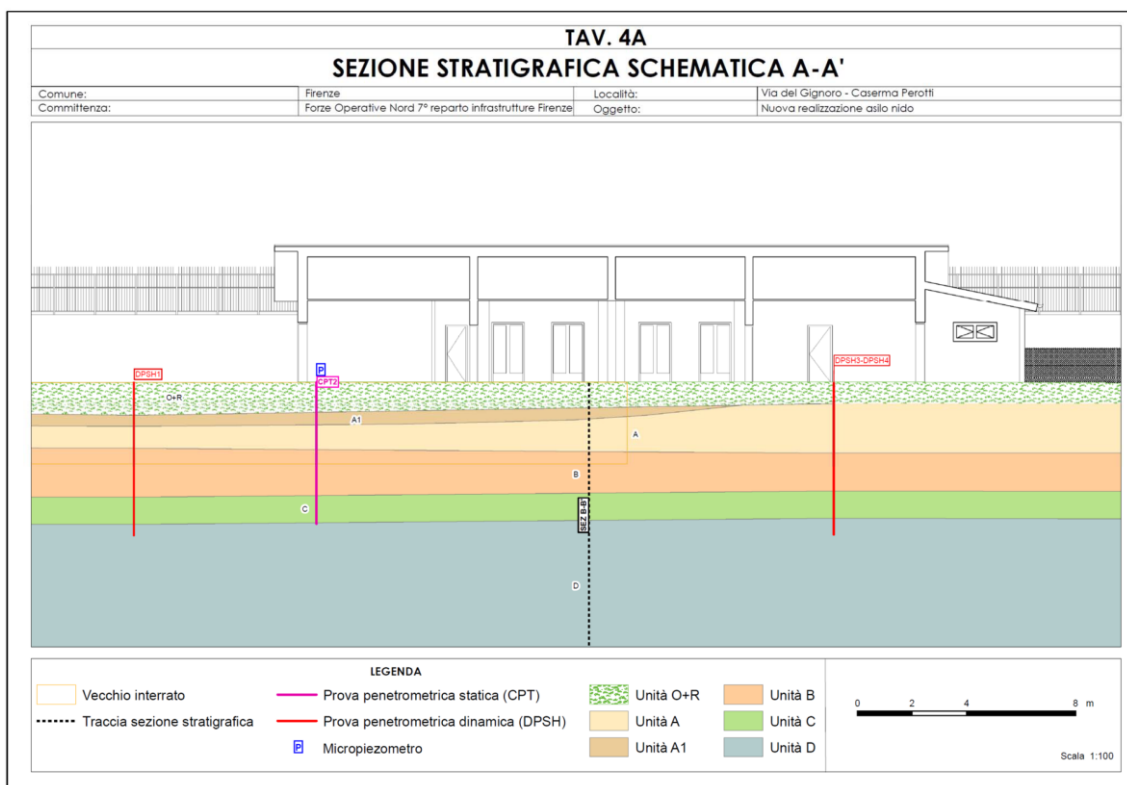 TAV. 4A
SEZIONE STRATIGRAFICA SCHEMATICA A-A'
Comune: Firenze Località: Via del Gignoro - Caserma Perotti
Committenza: Forze Operative Nord 7° reparto infrastrutture Firenze Oggetto: Nuova realizzazione asilo nido
DPSH1
P
CPT2
DPSH3-DPSH4
O+R
A1
A
B
C
SEZ B-B'
D
LEGENDA
Vecchio interrato
Traccia sezione stratigrafica
Prova penetrometrica statica (CPT)
Prova penetrometrica dinamica (DPSH)
P Micropiezometro
Unità O+R
Unità A
Unità A1
Unità B
Unità C
Unità D
0 2 4 8 m
Scala 1:100